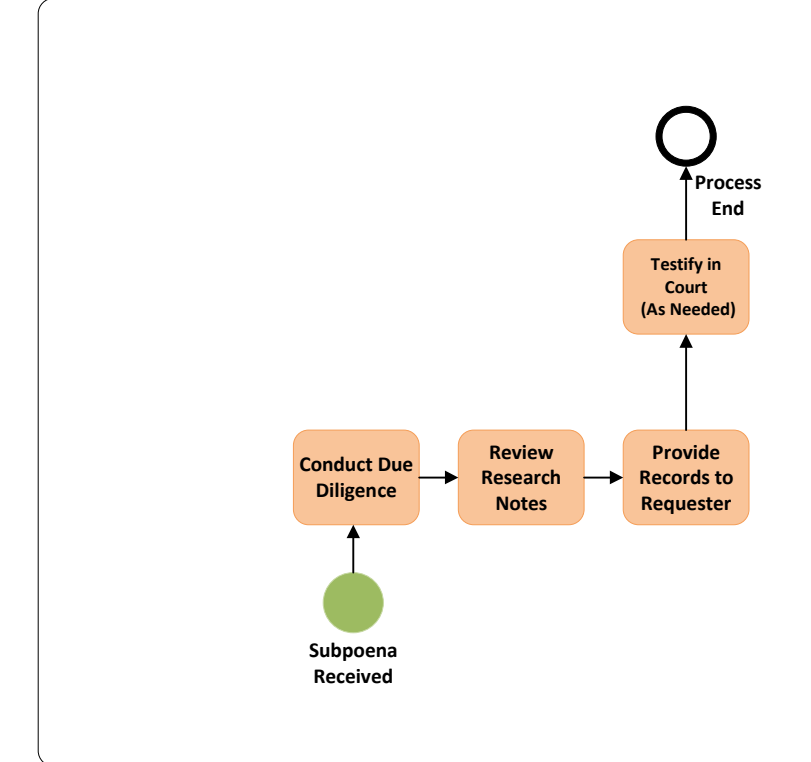 Process
End
Testify in
Court
(As Needed)
Conduct Due
Diligence
Review
Research
Notes
Provide
Records to
Requester
Subpoena
Received